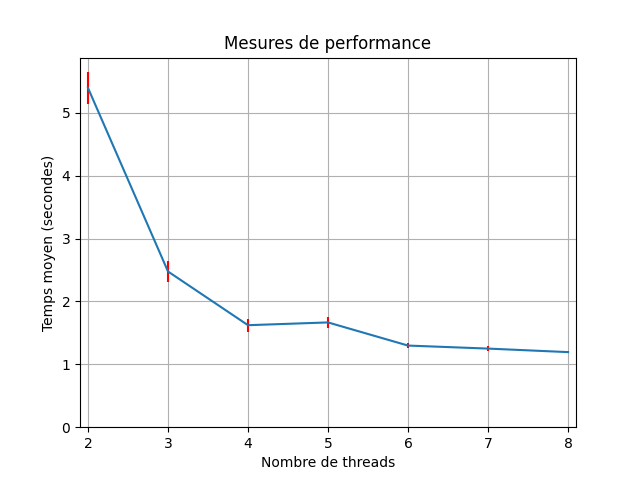 Mesures de performance
Temps moyen (secondes)
5
4
3
2
1
0
2 3 4 5 6 7 8
Nombre de threads